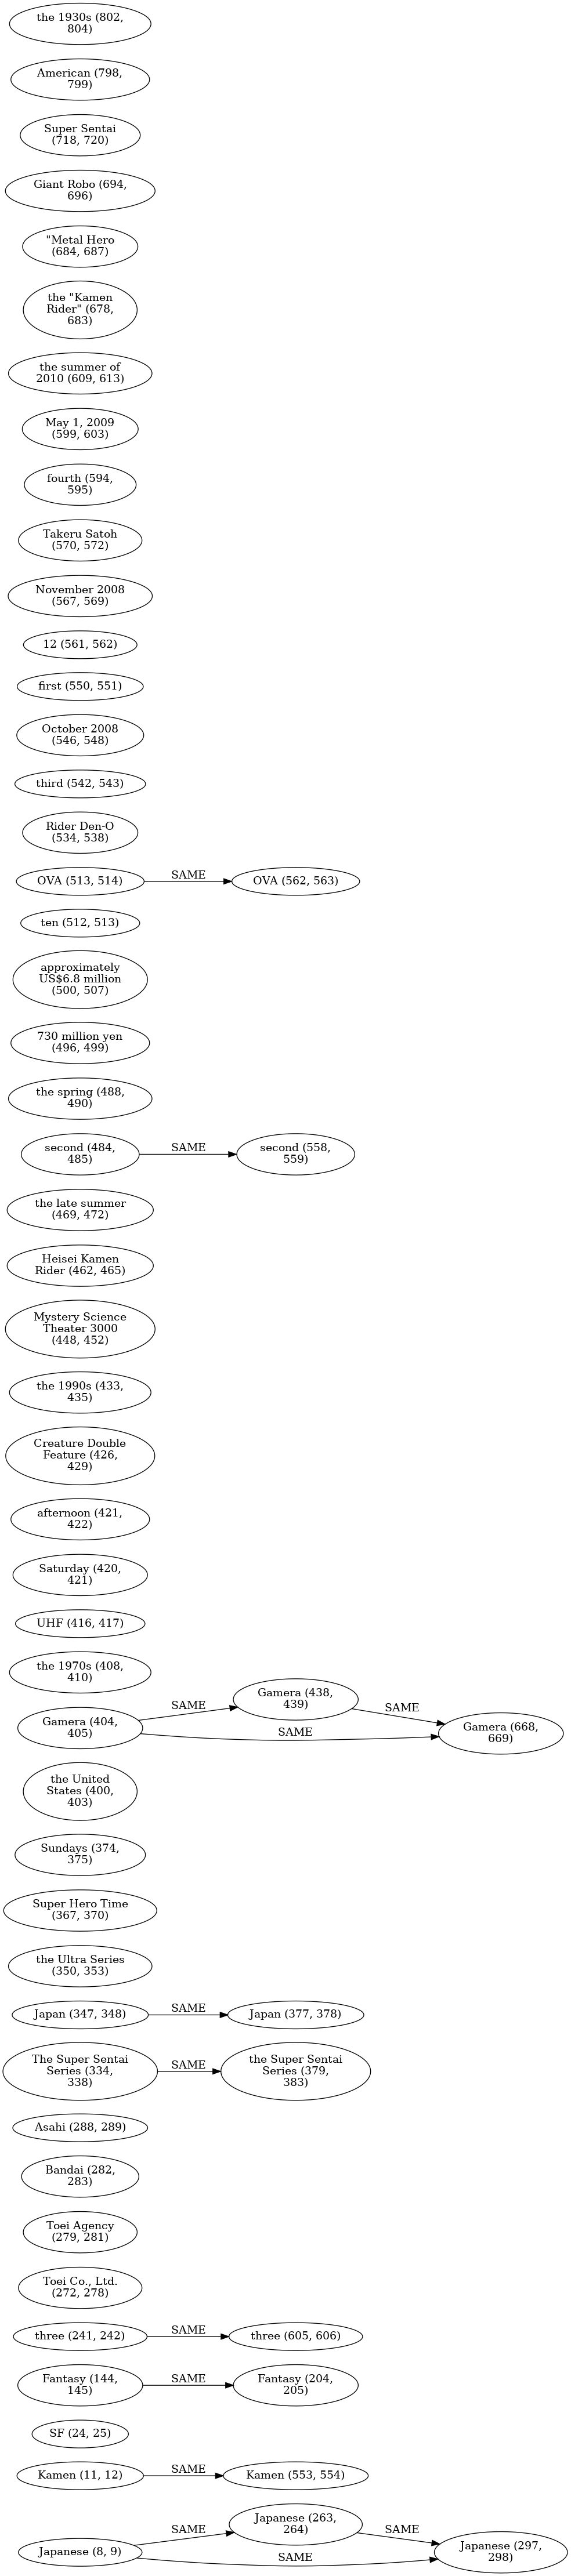 the 1930s (802,
804)
American (798,
799)
Super Sentai
(718, 720)
Giant Robo (694,
696)
"Metal Hero
(684, 687)
the "Kamen
Rider" (678,
683)
the summer of
2010 (609, 613)
May 1, 2009
(599, 603)
fourth (594,
595)
Takeru Satoh
(570, 572)
November 2008
(567, 569)
12 (561, 562)
first (550, 551)
October 2008
(546, 548)
third (542, 543)
Rider Den-O
(534, 538)
OVA (513, 514)
SAME
OVA (562, 563)
ten (512, 513)
approximately
US$6.8 million
(500, 507)
730 million yen
(496, 499)
the spring (488,
490)
second (484,
485)
SAME
second (558,
559)
the late summer
(469, 472)
Heisei Kamen
Rider (462, 465)
Mystery Science
Theater 3000
(448, 452)
the 1990s (433,
435)
Creature Double
Feature (426,
429)
afternoon (421,
422)
Saturday (420,
421)
UHF (416, 417)
the 1970s (408,
410)
Gamera (404,
405)
SAME
Gamera (438,
439)
SAME
SAME
Gamera (668,
669)
the United
States (400,
403)
Sundays (374,
375)
Super Hero Time
(367, 370)
the Ultra Series
(350, 353)
Japan (347, 348)
SAME
Japan (377, 378)
The Super Sentai
Series (334,
338)
SAME
the Super Sentai
Series (379,
383)
Asahi (288, 289)
Bandai (282,
283)
Toei Agency
(279, 281)
Toei Co., Ltd.
(272, 278)
three (241, 242)
SAME
three (605, 606)
Fantasy (144,
145)
SAME
Fantasy (204,
205)
SF (24, 25)
Kamen (11, 12)
SAME
Kamen (553, 554)
Japanese (8, 9)
SAME
Japanese (263,
264)
SAME
SAME
Japanese (297,
298)